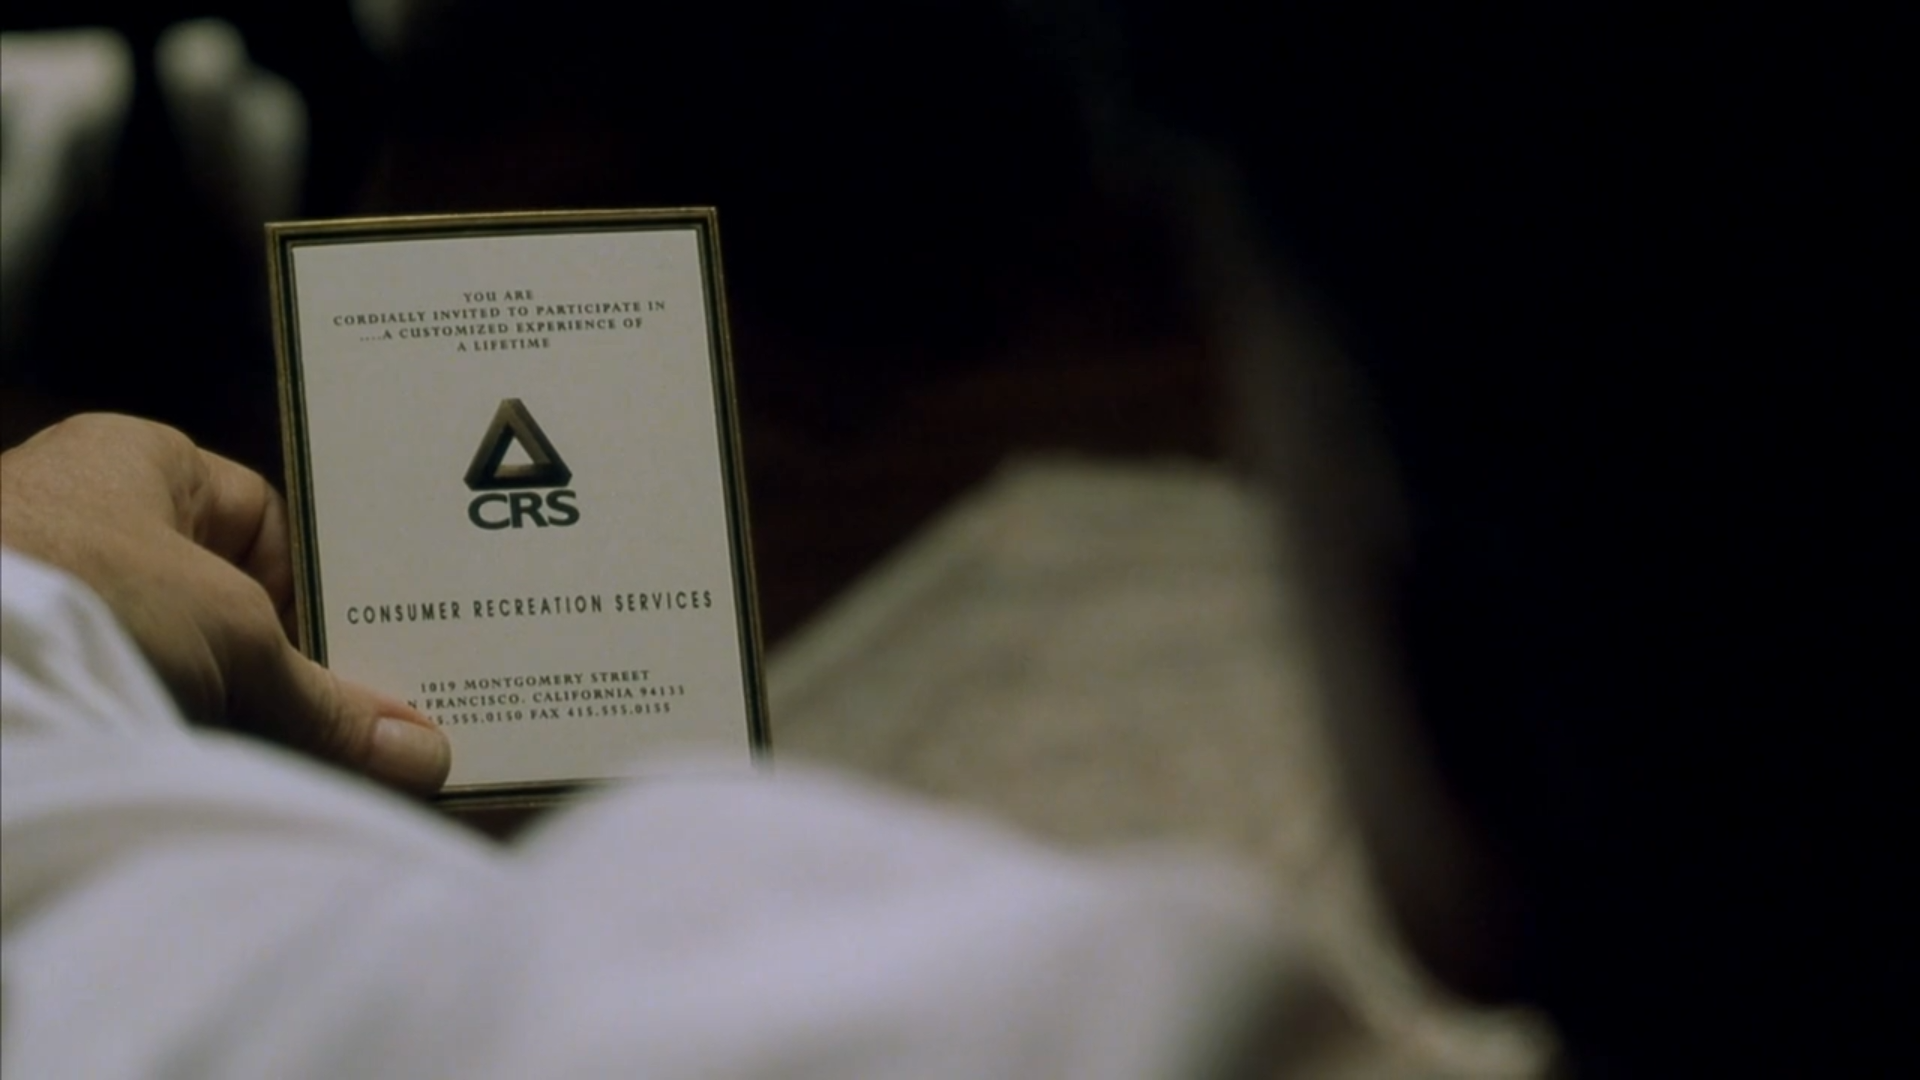 YOU ARE
CORDIALLY INVITED TO PARTICIPATE IN
....A CUSTOMIZED EXPERIENCE OF
A LIFETIME
CRS
CONSUMER RECREATION SERVICES
1019 MONTGOMERY STREET
N FRANCISCO, CALIFORNIA 94133
5.555.0150 FAX 415.555.0155